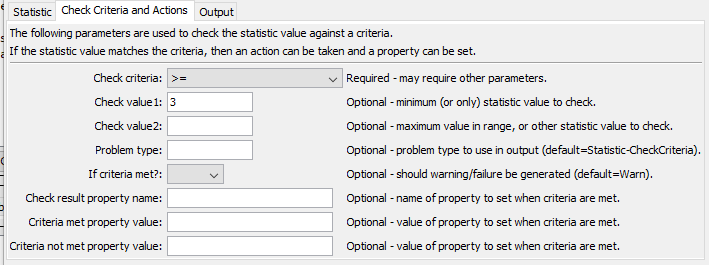 Statistic Check Criteria and Actions Output
The following parameters are used to check the statistic value against a criteria.
If the statistic value matches the criteria, then an action can be taken and a property can be set.
Check criteria: >= Required - may require other parameters.
Check value1: 3 Optional - minimum (or only) statistic value to check.
Check value2: Optional - maximum value in range, or other statistic value to check.
Problem type: Optional - problem type to use in output (default=Statistic-CheckCriteria).
If criteria met?: Optional - should warning/failure be generated (default=Warn).
Check result property name: Optional - name of property to set when criteria are met.
Criteria met property value: Optional - value of property to set when criteria are met.
Criteria not met property value: Optional - value of property to set when criteria are met.